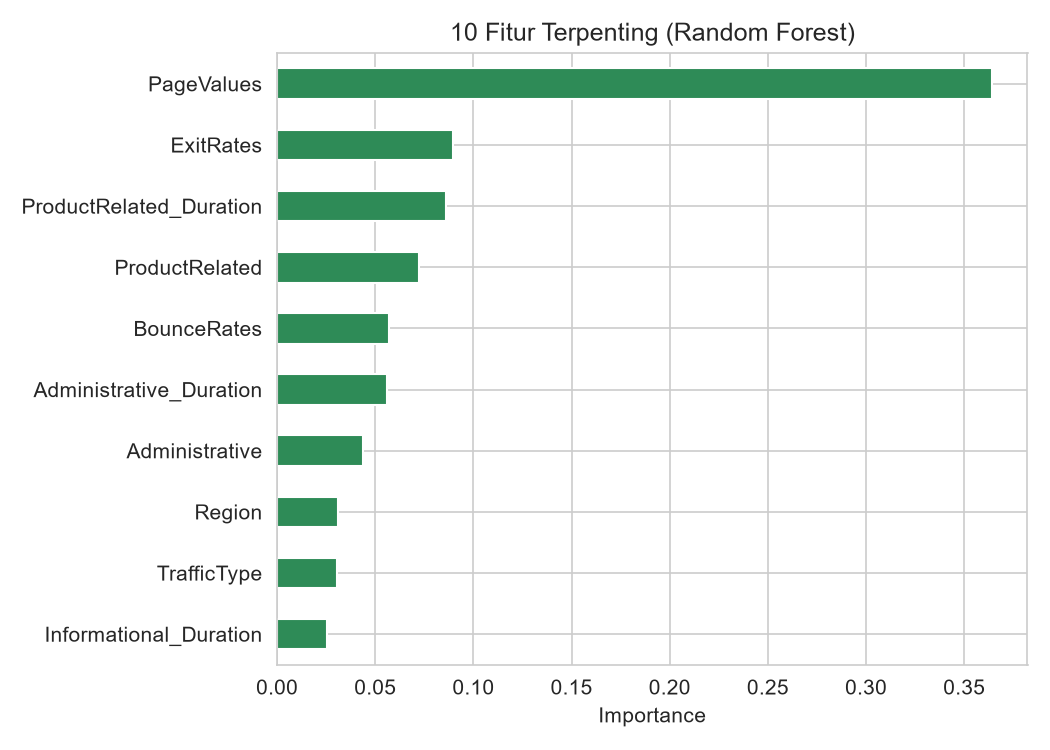 10 Fitur Terpenting (Random Forest)
PageValues
ExitRates
ProductRelated_Duration
ProductRelated
BounceRates
Administrative_Duration
Administrative
Region
TrafficType
Informational_Duration
0.00 0.05 0.10 0.15 0.20 0.25 0.30 0.35
Importance